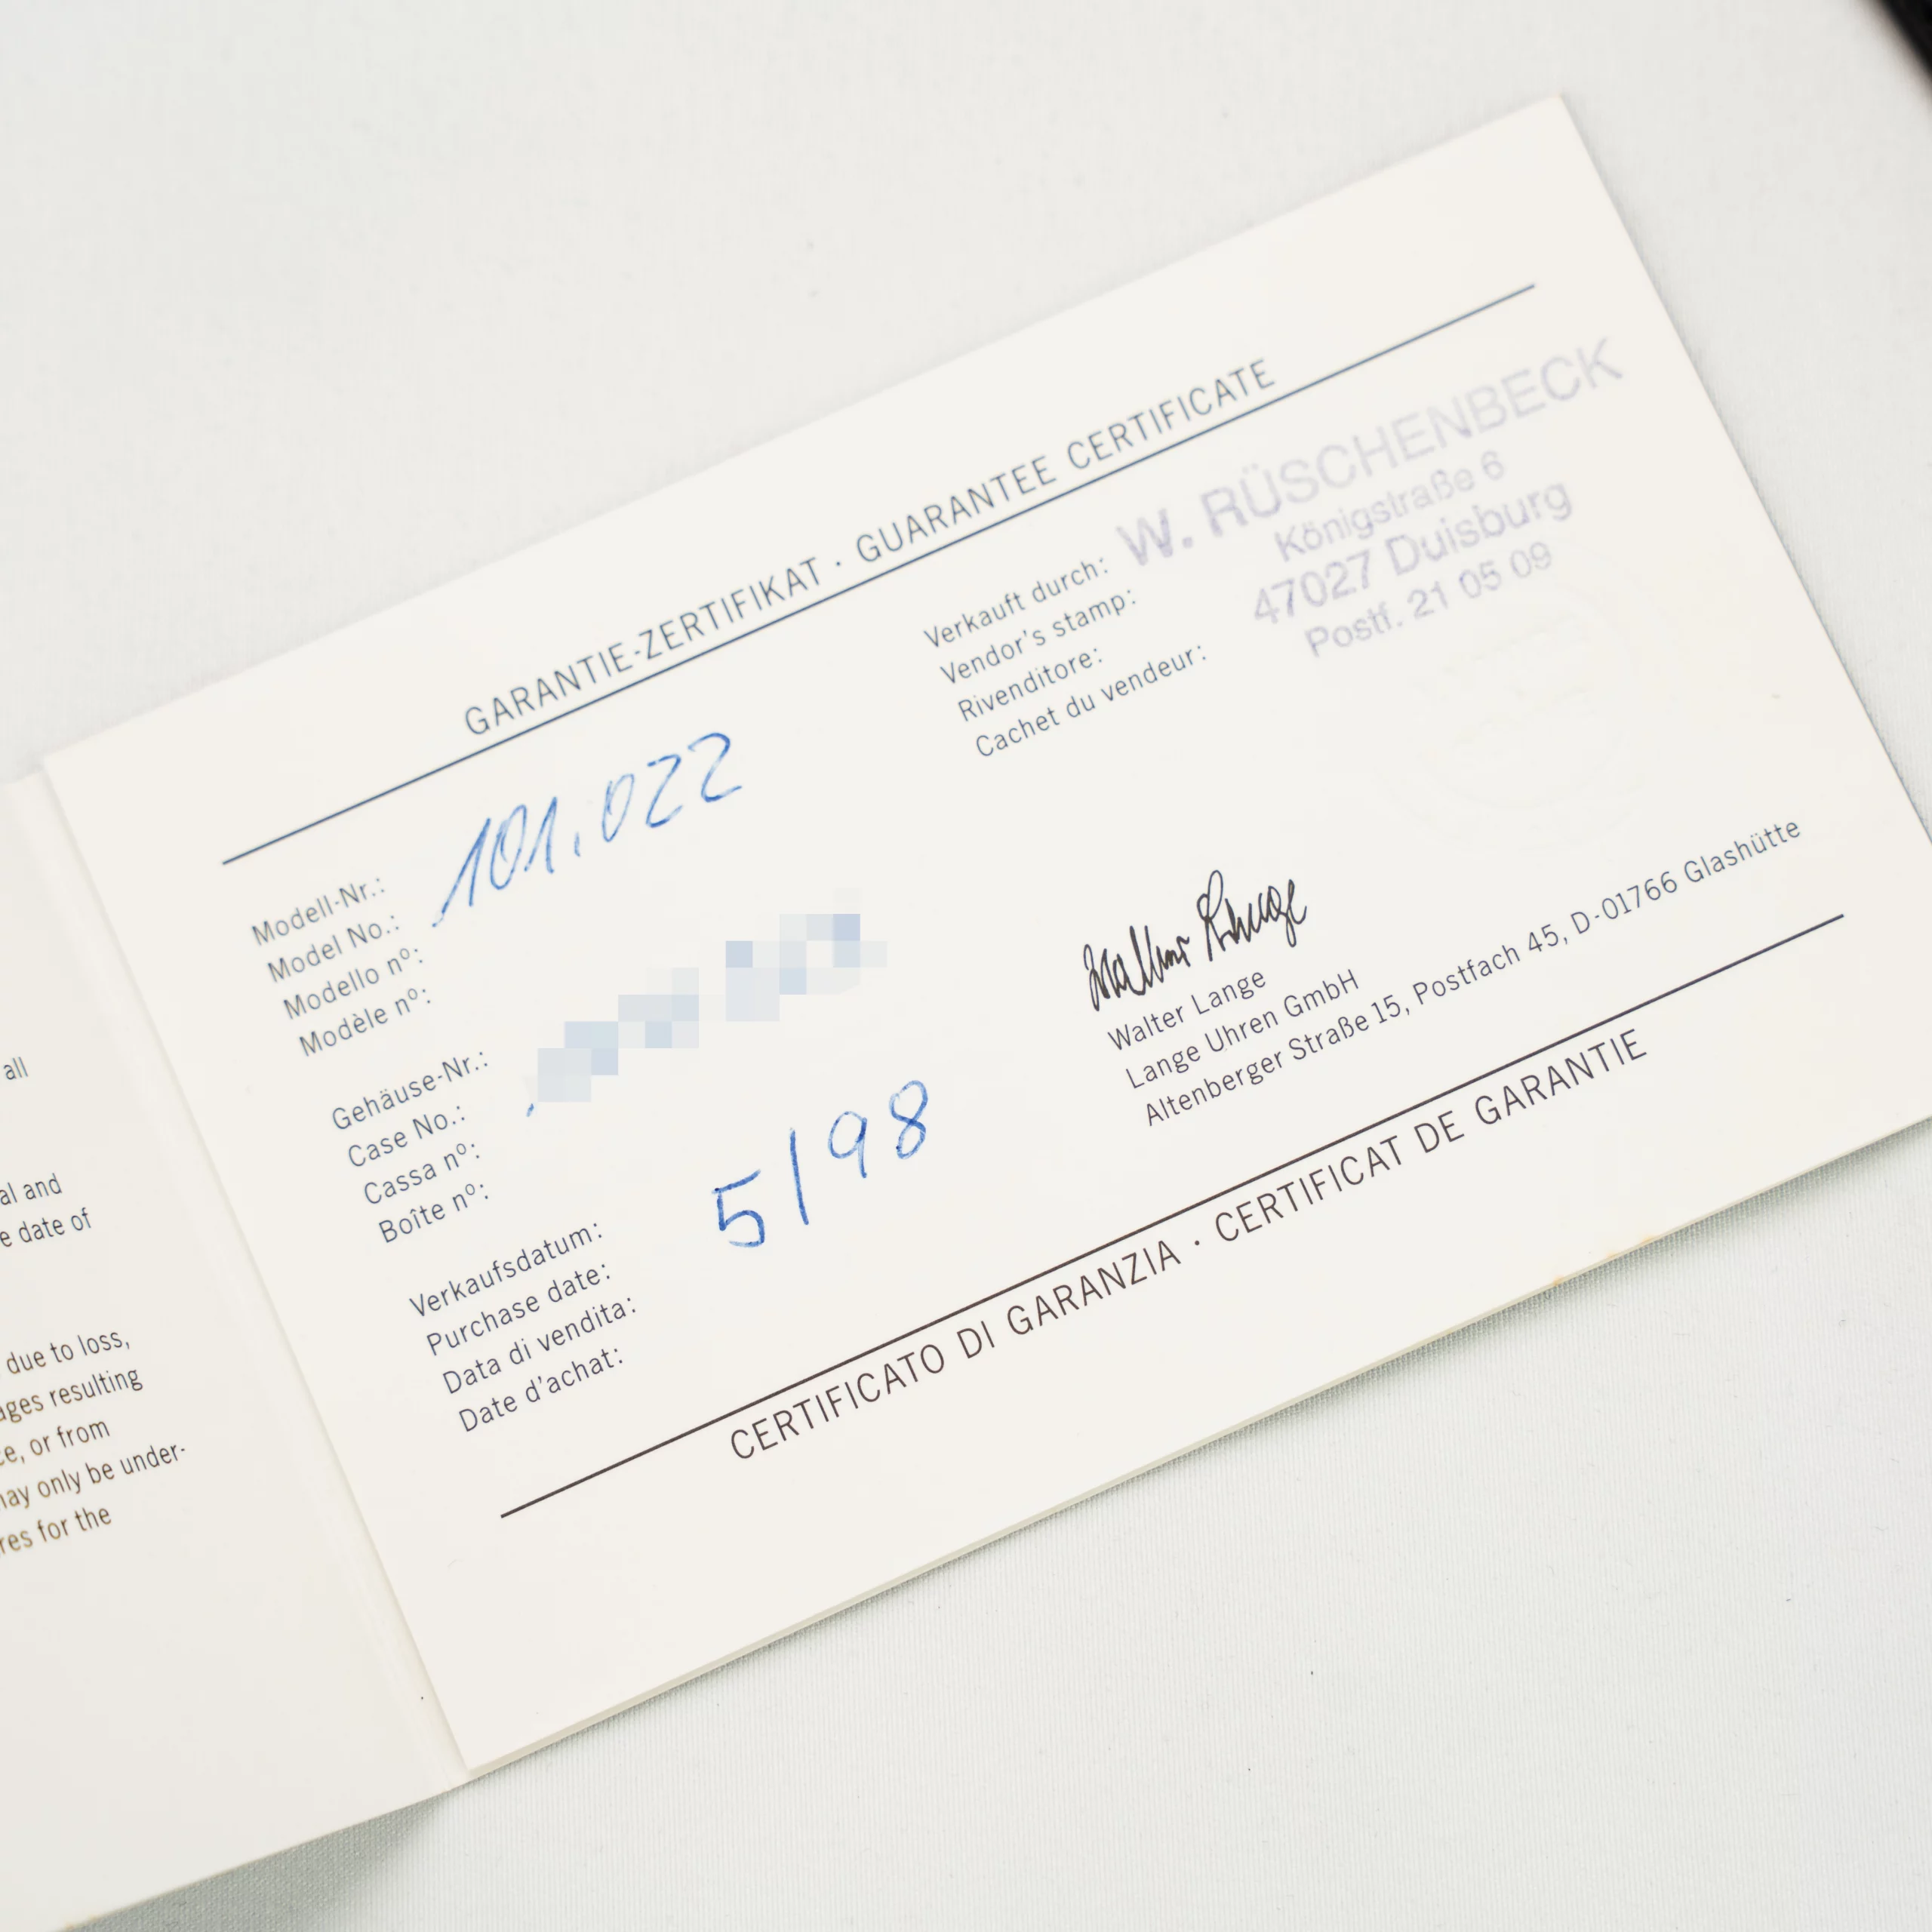 all
al and
e date of
due to loss,
ages resulting
ce, or from
may only be under-
res for the
GARANTIE-ZERTIFIKAT · GUARANTEE CERTIFICATE
Modell-Nr.:
Model No.:
Modello nº:
Modèle nº:
101.022
Gehäuse-Nr.:
Case No.:
Cassa nº:
Boîte nº:
Verkaufsdatum:
Purchase date:
Data di vendita:
Date d'achat:
5/98
Verkauft durch:
Vendor's stamp:
Rivenditore:
Cachet du vendeur:
W. RÜSCHENBECK
Königstraße 6
47027 Duisburg
Postf. 21 05 09
Walter Lange
Walter Lange
Lange Uhren GmbH
Altenberger Straße 15, Postfach 45, D-01766 Glashütte
CERTIFICATO DI GARANZIA · CERTIFICAT DE GARANTIE